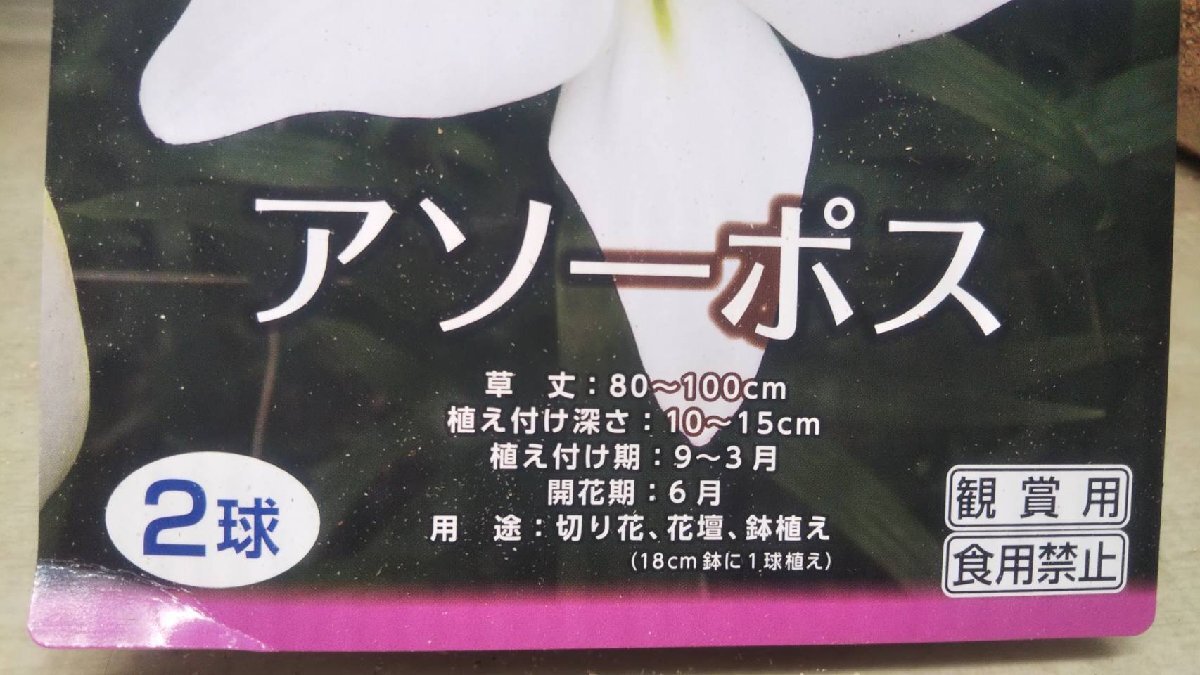 アソーポス
草　丈：80～100cm
植え付け深さ：10～15cm
植え付け期：9～3月
開花期：6月
用　途：切り花、花壇、鉢植え
（18cm鉢に1球植え）
2球
観賞用
食用禁止